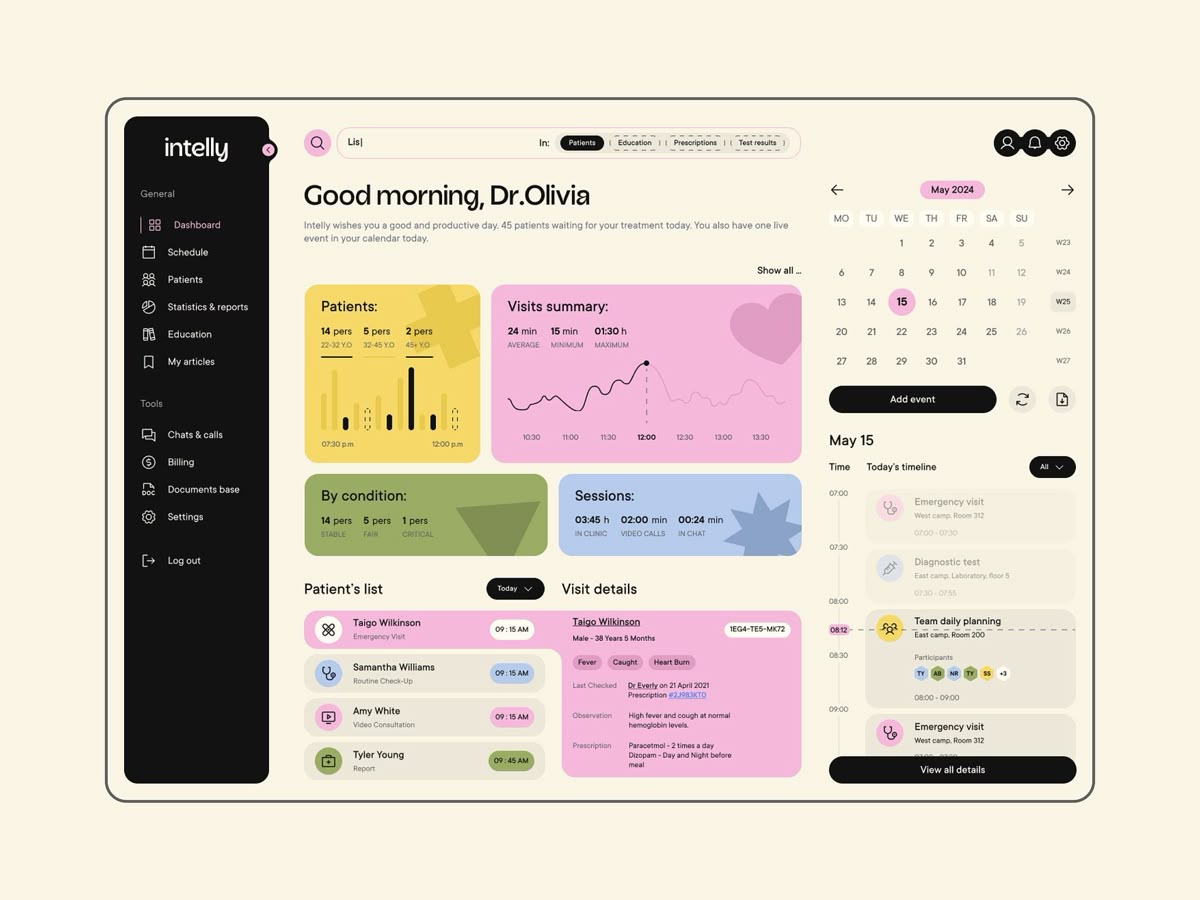 intelly
General
Dashboard
Schedule
Patients
Statistics & reports
Education
My articles
Tools
Chats & calls
Billing
DOC
Documents base
Settings
Log out
Lis|
In:
Patients
Education
Prescriptions
Test results
Good morning, Dr.Olivia
Intelly wishes you a good and productive day. 45 patients waiting for your treatment today. You also have one live
event in your calendar today.
Show all ...
Patients:
14 pers 5 pers 2 pers
22-32 Y.O 32-45 Y.O 45+ Y.O
07:30 p.m 12:00 p.m
Visits summary:
24 min 15 min 01:30 h
AVERAGE MINIMUM MAXIMUM
10:30 11:00 11:30 12:00 12:30 13:00 13:30
By condition:
14 pers 5 pers 1 pers
STABLE FAIR CRITICAL
Sessions:
03:45 h 02:00 min 00:24 min
IN CLINIC VIDEO CALLS IN CHAT
Patient's list
Today
Taigo Wilkinson
Emergency Visit
09 : 15 AM
Samantha Williams
Routine Check-Up
09 : 15 AM
Amy White
Video Consultation
09 : 15 AM
Tyler Young
Report
09 : 45 AM
Visit details
Taigo Wilkinson
1EG4-TE5-MK72
Male - 38 Years 5 Months
Fever Caught Heart Burn
Last Checked Dr Everly on 21 April 2021
Prescription #2J983KT0
Observation High fever and cough at normal
hemoglobin levels.
Prescription Paracetmol - 2 times a day
Dizopam - Day and Night before
meal
May 2024
MO TU WE TH FR SA SU
1 2 3 4 5 W23
6 7 8 9 10 11 12 W24
13 14 15 16 17 18 19 W25
20 21 22 23 24 25 26 W26
27 28 29 30 31 W27
Add event
May 15
Time Today's timeline All
07:00
Emergency visit
West camp, Room 312
07:00 - 07:30
07:30
Diagnostic test
East camp, Laboratory, floor 5
07:30 - 07:55
08:00
Team daily planning
08:12
East camp, Room 200
08:30
Participants
TY AB NR TY SS +3
08:00 - 09:00
09:00
Emergency visit
West camp, Room 312
View all details